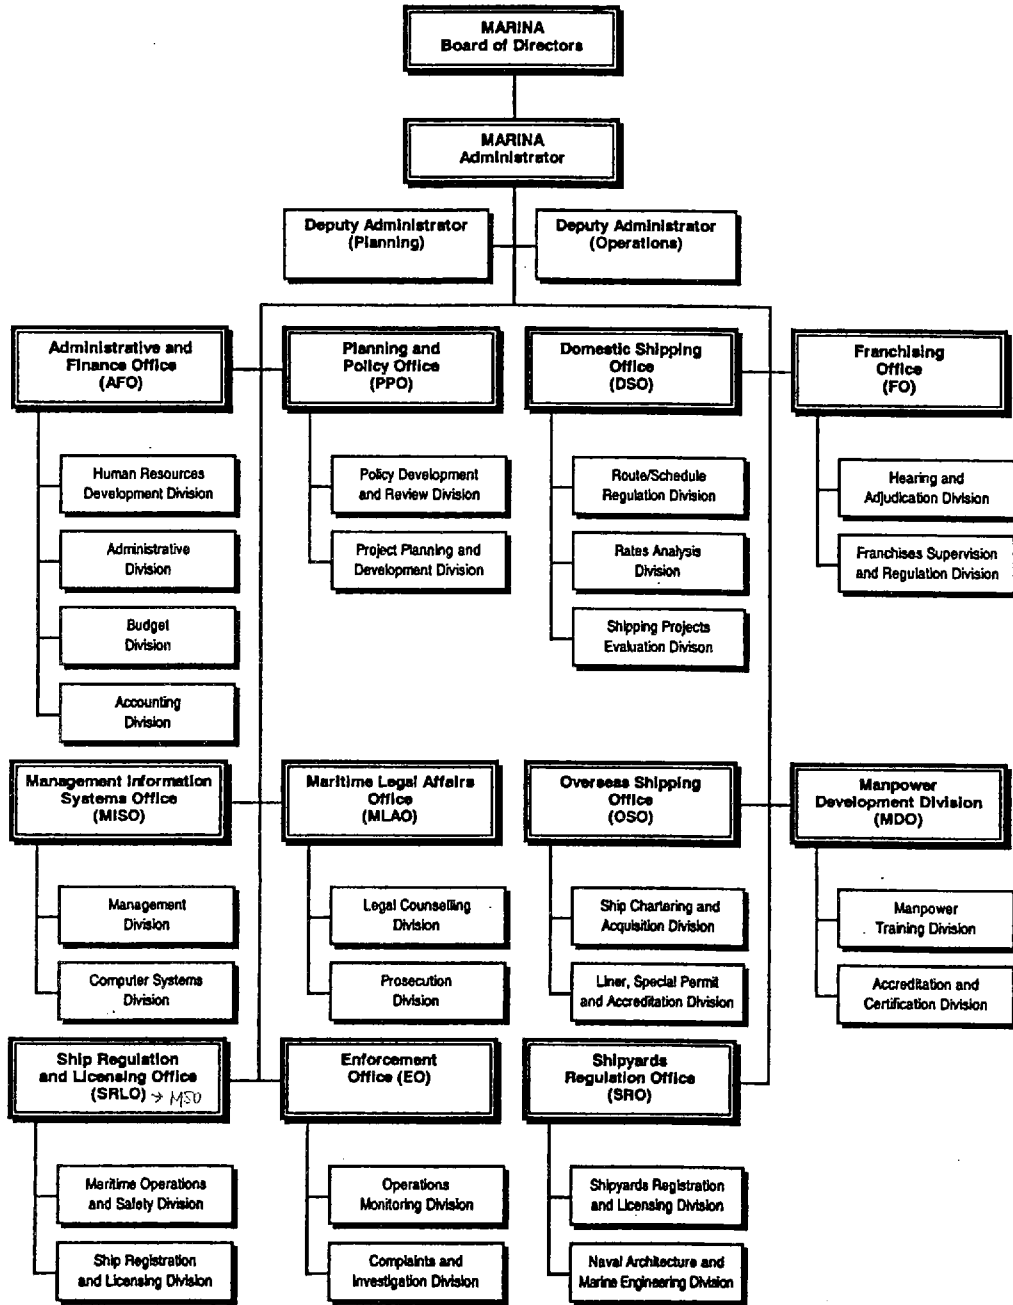 MARINA
Board of Directors
MARINA
Administrator
Deputy Administrator
(Planning)
Deputy Administrator
(Operations)
Administrative and
Finance Office
(AFO)
Planning and
Policy Office
(PPO)
Domestic Shipping
Office
(DSO)
Franchising
Office
(FO)
Human Resources
Development Division
Administrative
Division
Budget
Division
Accounting
Division
Policy Development
and Review Division
Project Planning and
Development Division
Route/Schedule
Regulation Division
Rates Analysis
Division
Shipping Projects
Evaluation Divison
Hearing and
Adjudication Division
Franchises Supervision
and Regulation Division
Management Information
Systems Office
(MISO)
Maritime Legal Affairs
Office
(MLAO)
Overseas Shipping
Office
(OSO)
Manpower
Development Division
(MDO)
Management
Division
Computer Systems
Division
Legal Counselling
Division
Prosecution
Division
Ship Chartering and
Acquisition Division
Liner, Special Permit
and Accreditation Division
Manpower
Training Division
Accreditation and
Certification Division
Ship Regulation
and Licensing Office
(SRLO) → MSO
Enforcement
Office (EO)
Shipyards
Regulation Office
(SRO)
Maritime Operations
and Safety Division
Ship Registration
and Licensing Division
Operations
Monitoring Division
Complaints and
Investigation Division
Shipyards Registration
and Licensing Division
Naval Architecture and
Marine Engineering Division